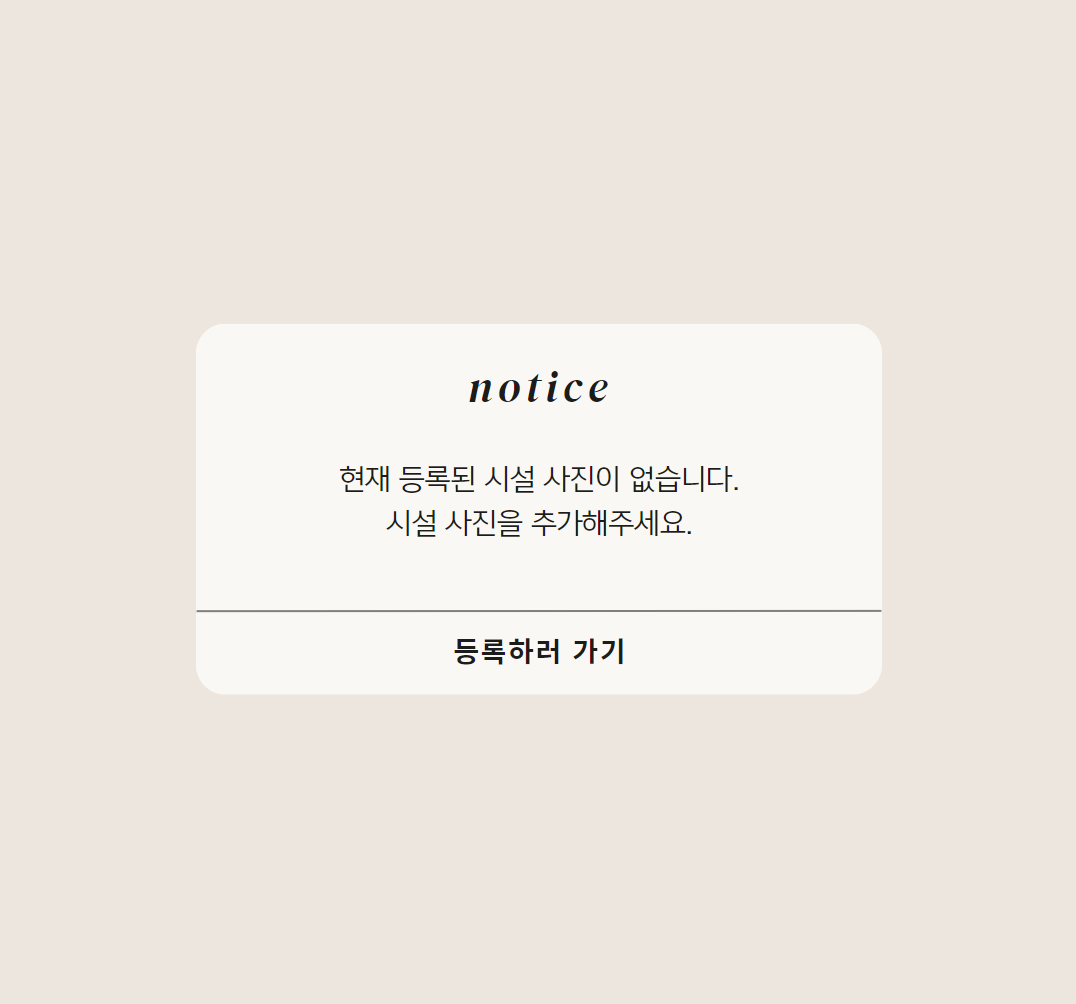 notice
현재 등록된 시설 사진이 없습니다.
시설 사진을 추가해주세요.
등록하러 가기